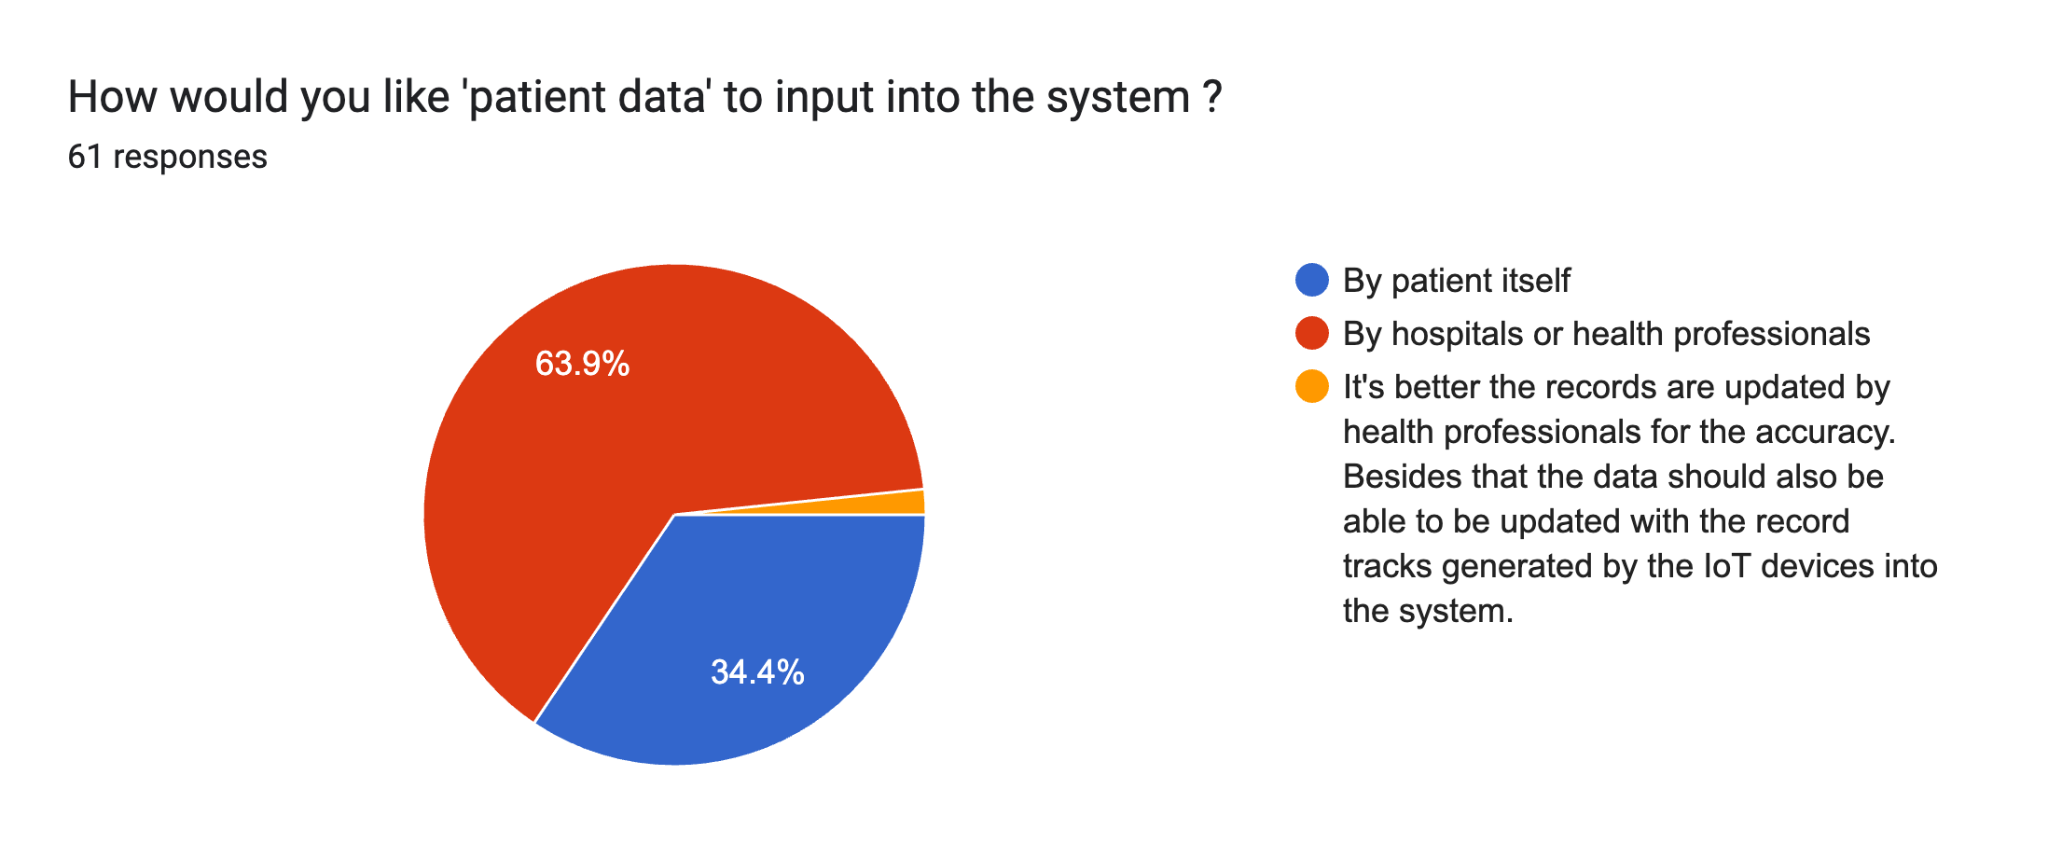 How would you like 'patient data' to input into the system ?
61 responses
63.9%
34.4%
By patient itself
By hospitals or health professionals
It's better the records are updated by
health professionals for the accuracy.
Besides that the data should also be
able to be updated with the record
tracks generated by the IoT devices into
the system.